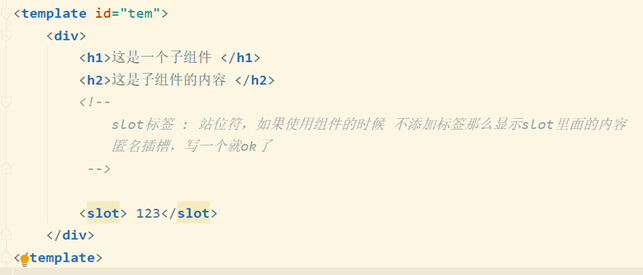 <template id="tem">
<div>
<h1>这是一个子组件 </h1>
<h2>这是子组件的内容 </h2>
<!--
slot标签 : 站位符，如果使用组件的时候 不添加标签那么显示slot里面的内容
匿名插槽，写一个就ok了
-->
<slot> 123</slot>
</div>
</template>